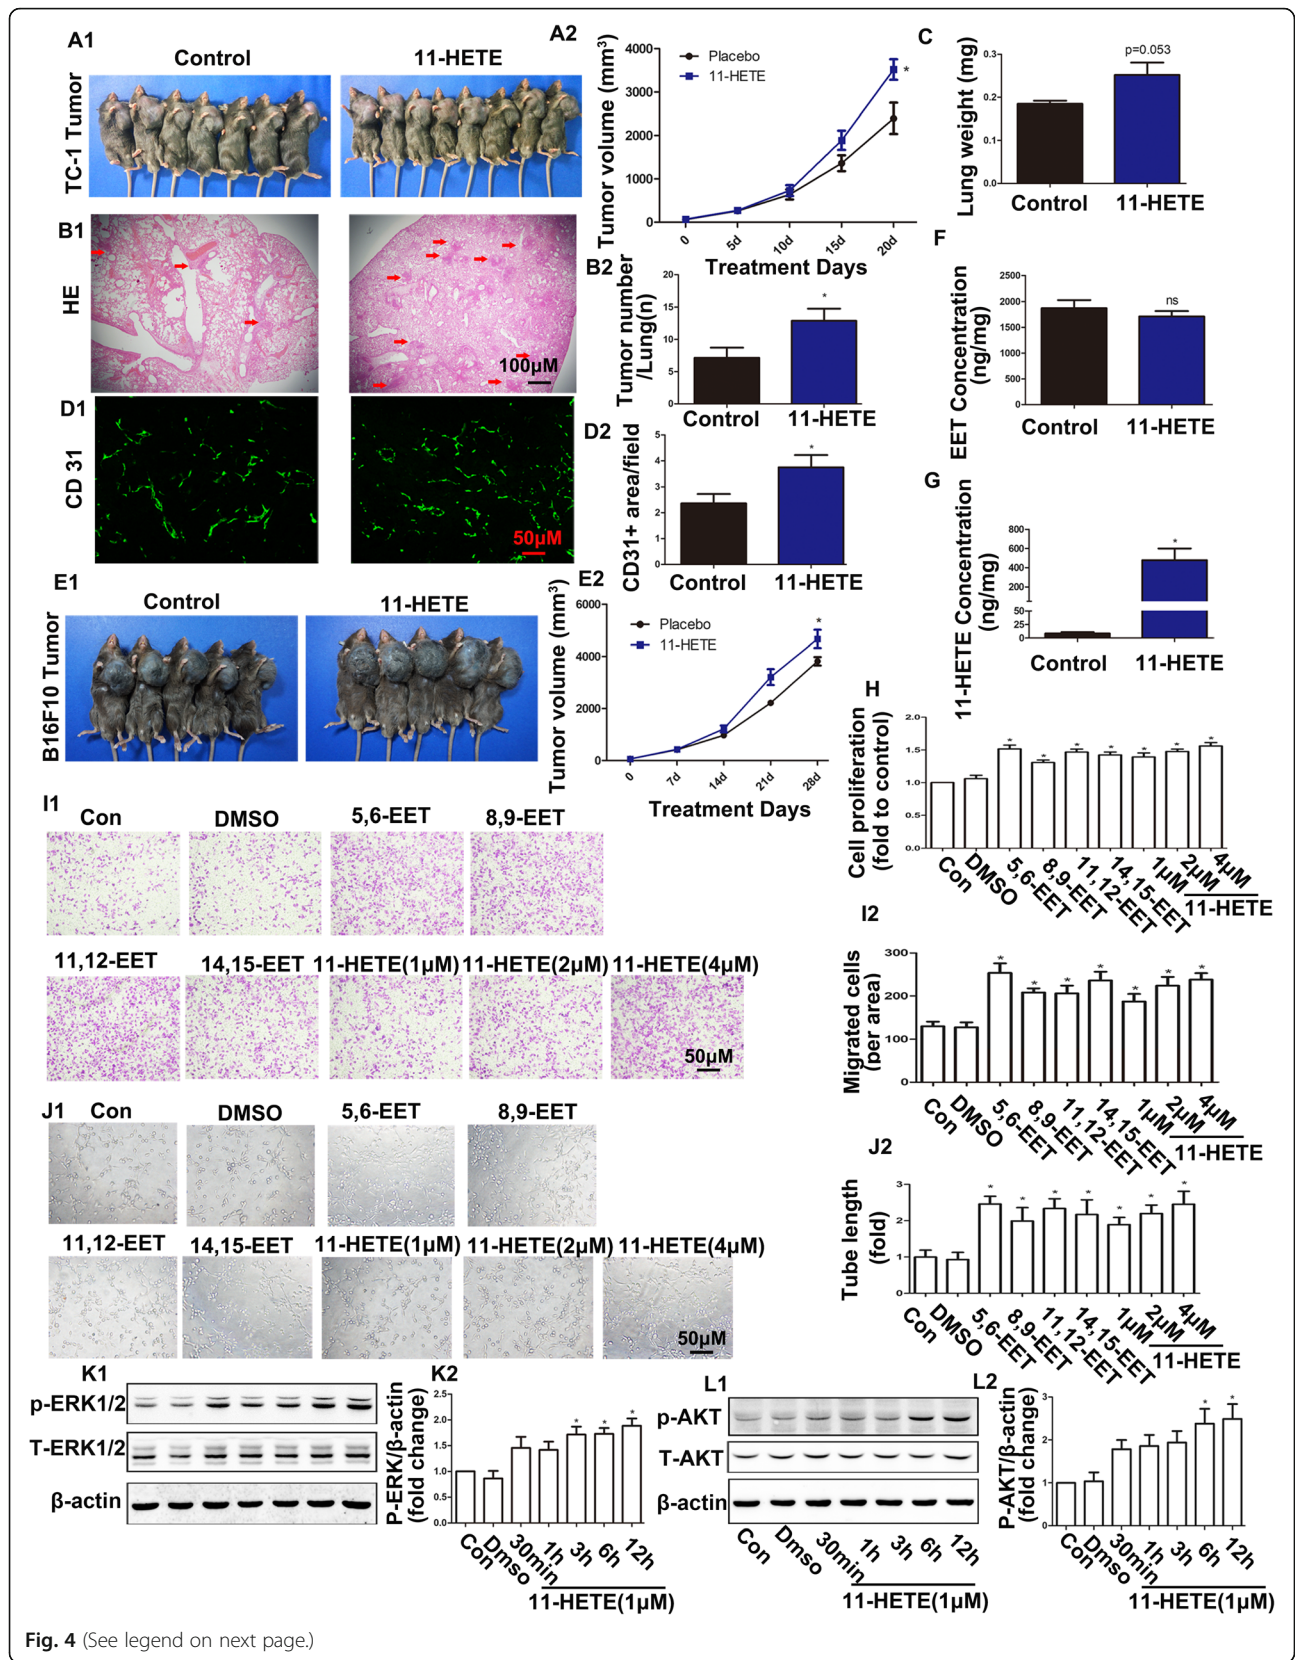 A1
Control
11-HETE
TC-1 Tumor
A2
Tumor volume (mm³)
4000
3000
2000
1000
0
Placebo
11-HETE
*
0
5d
10d
15d
20d
Treatment Days
C
Lung weight (mg)
0.3
0.2
0.1
0.0
p=0.053
Control
11-HETE
B1
HE
100μM
B2
Tumor number
/Lung(n)
20
15
10
5
0
*
Control
11-HETE
F
EET Concentration
(ng/mg)
2500
2000
1500
1000
500
0
ns
Control
11-HETE
D1
CD 31
50μM
D2
CD31+ area/field
5
4
3
2
1
0
*
Control
11-HETE
G
11-HETE Concentration
(ng/mg)
800
600
400
200
50
25
0
*
Control
11-HETE
E1
Control
11-HETE
B16F10 Tumor
E2
Tumor volume (mm³)
6000
4000
2000
0
Placebo
11-HETE
*
0
7d
14d
21d
28d
Treatment Days
H
Cell proliferation
(fold to control)
2.0
1.5
1.0
0.5
0.0
* * * * * * *
Con
DMSO
5,6-EET
8,9-EET
11,12-EET
14,15-EET
1μM
2μM
4μM
11-HETE
I1
Con
DMSO
5,6-EET
8,9-EET
11,12-EET
14,15-EET
11-HETE(1μM)
11-HETE(2μM)
11-HETE(4μM)
50μM
I2
Migrated cells
(per area)
300
200
100
0
* * * * * * *
Con
DMSO
5,6-EET
8,9-EET
11,12-EET
14,15-EET
1μM
2μM
4μM
11-HETE
J1
Con
DMSO
5,6-EET
8,9-EET
11,12-EET
14,15-EET
11-HETE(1μM)
11-HETE(2μM)
11-HETE(4μM)
50μM
J2
Tube length
(fold)
3
2
1
0
* * * * * * *
Con
DMSO
5,6-EET
8,9-EET
11,12-EET
14,15-EET
1μM
2μM
4μM
11-HETE
K1
p-ERK1/2
T-ERK1/2
β-actin
K2
P-ERK/β-actin
(fold change)
2.5
2.0
1.5
1.0
0.5
0.0
* * *
Con
Dmso
30min
1h
3h
6h
12h
11-HETE(1μM)
L1
p-AKT
T-AKT
β-actin
Con
Dmso
30min
1h
3h
6h
12h
11-HETE(1μM)
L2
P-AKT/β-actin
(fold change)
3
2
1
0
* *
Con
Dmso
30min
1h
3h
6h
12h
11-HETE(1μM)
Fig. 4 (See legend on next page.)